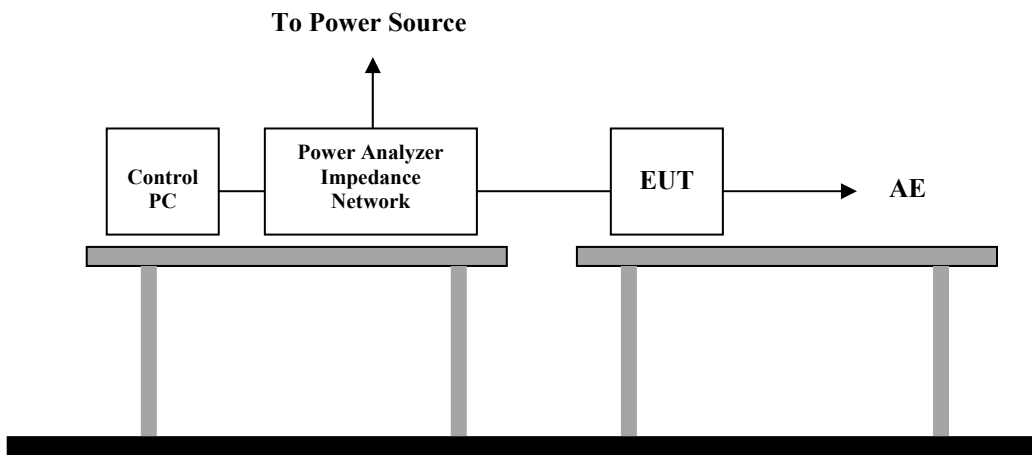 To Power Source
Control
PC
Power Analyzer
Impedance
Network
EUT
AE